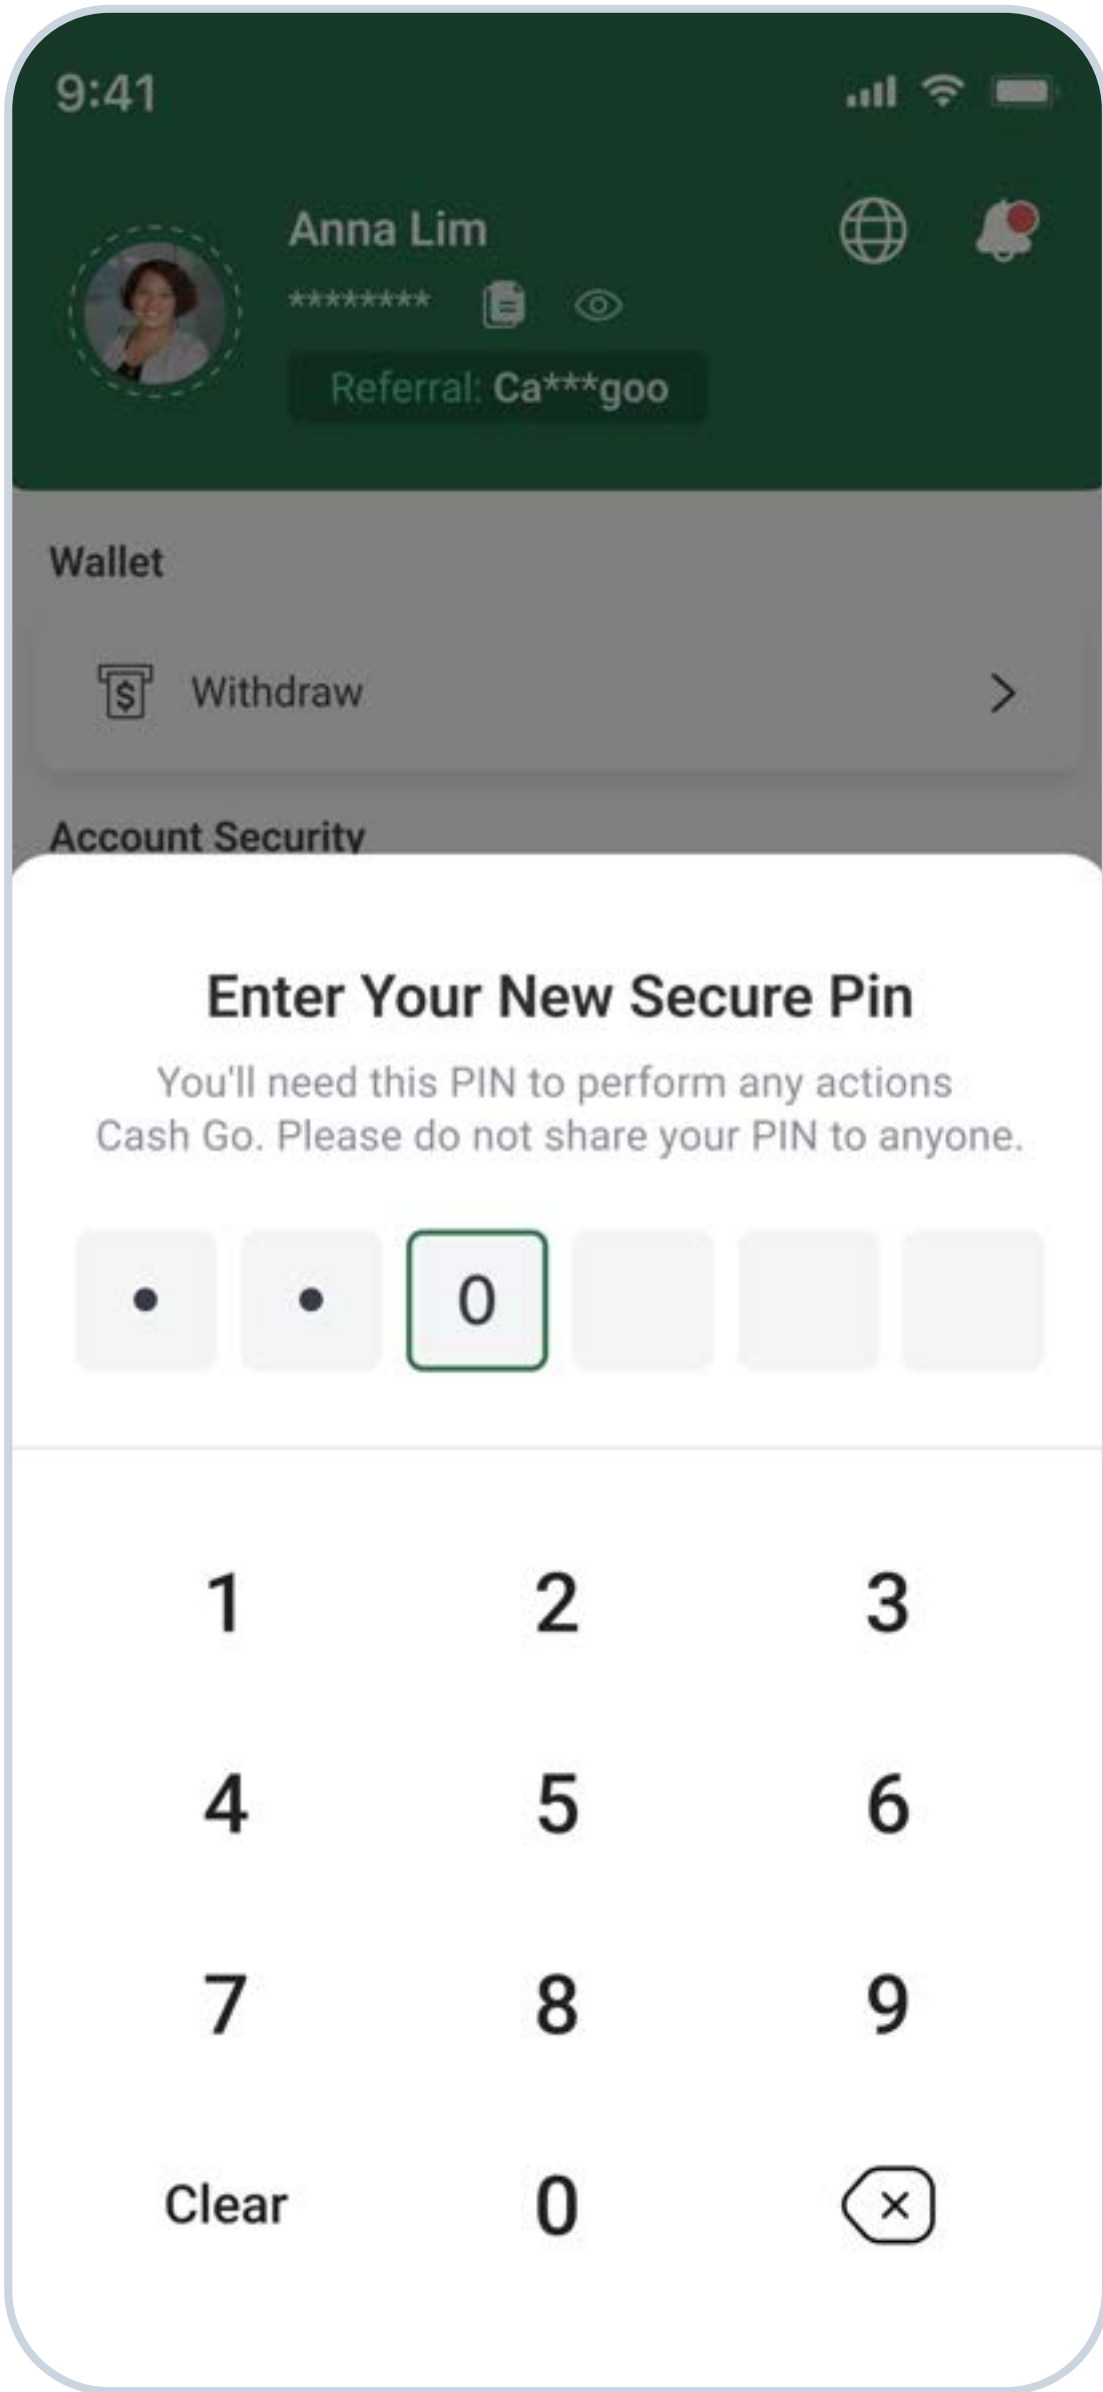 9:41
Anna Lim
********
Referral: Ca***goo
Wallet
Withdraw
Account Security
Enter Your New Secure Pin
You'll need this PIN to perform any actions
Cash Go. Please do not share your PIN to anyone.
0
1 2 3
4 5 6
7 8 9
Clear 0